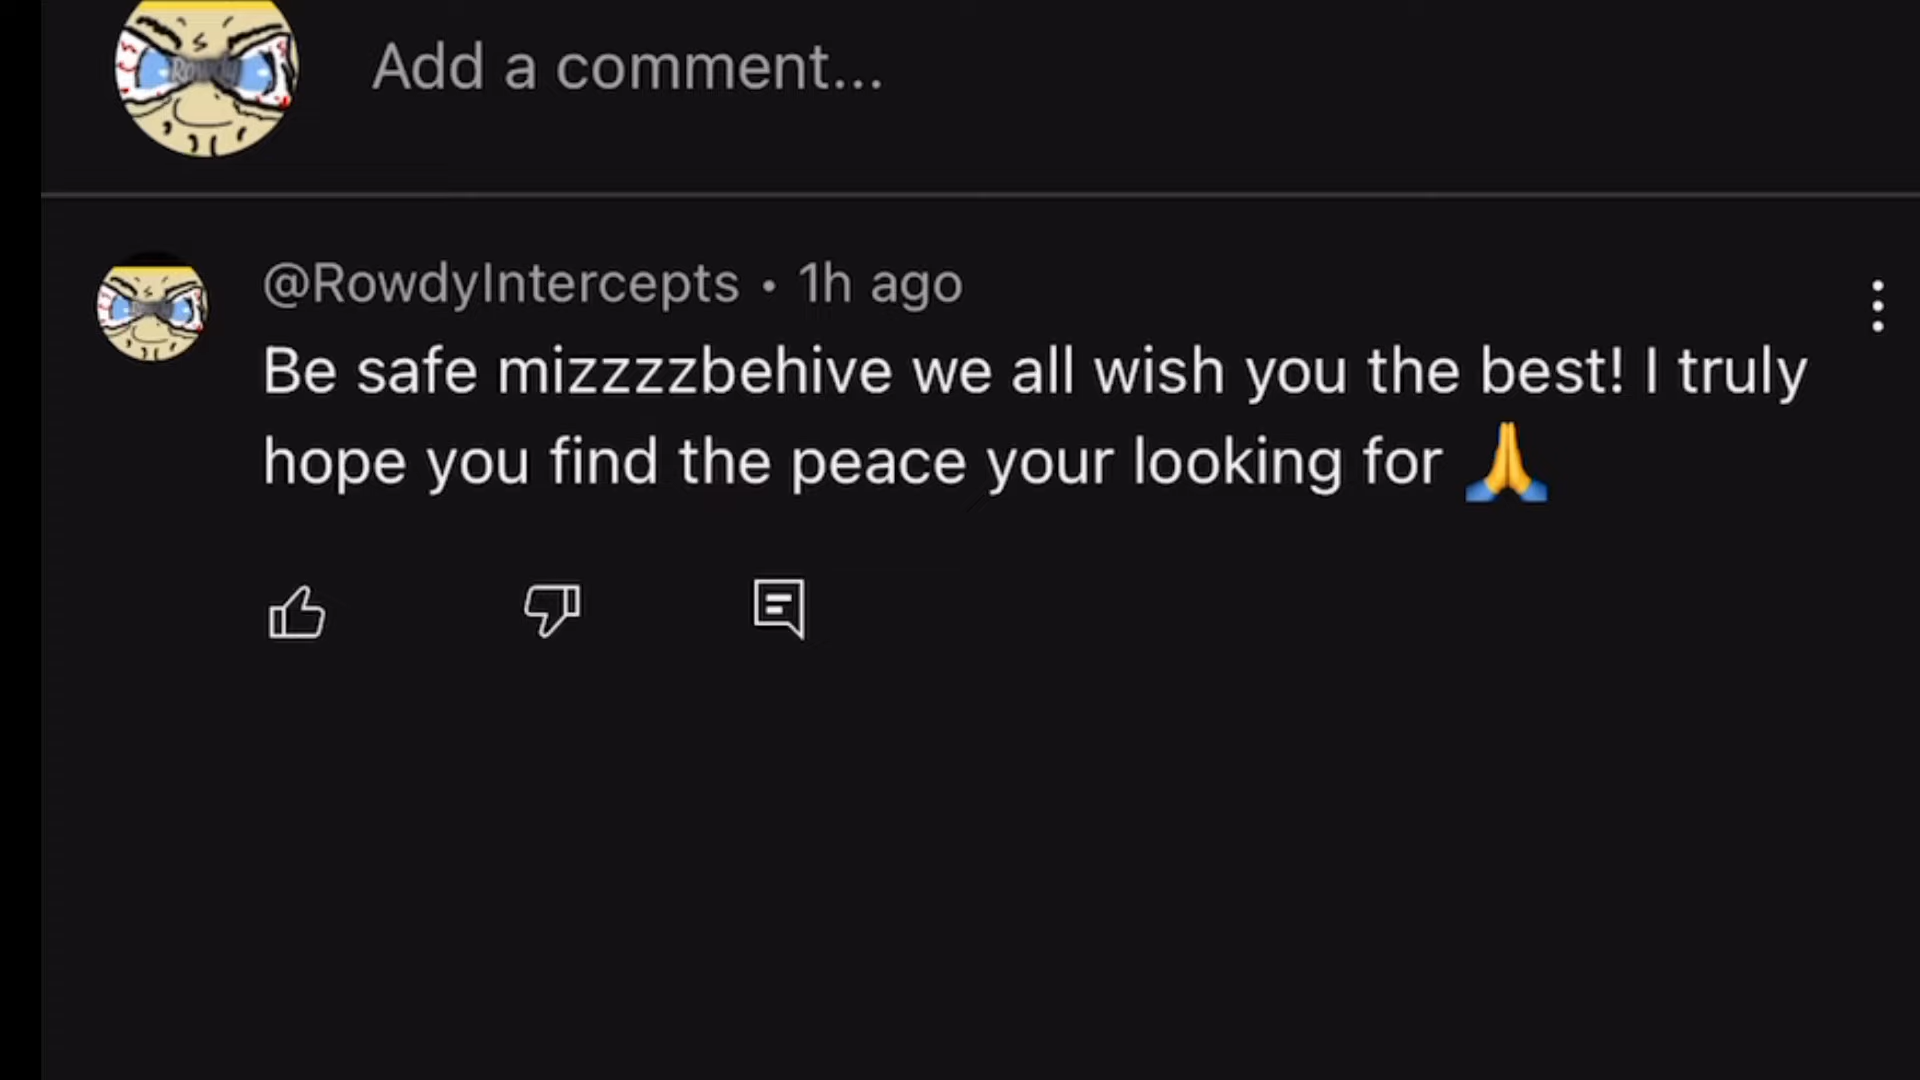 Rowdy
Add a comment...
@RowdyIntercepts • 1h ago
Be safe mizzzzbehive we all wish you the best! I truly
hope you find the peace your looking for 🙏